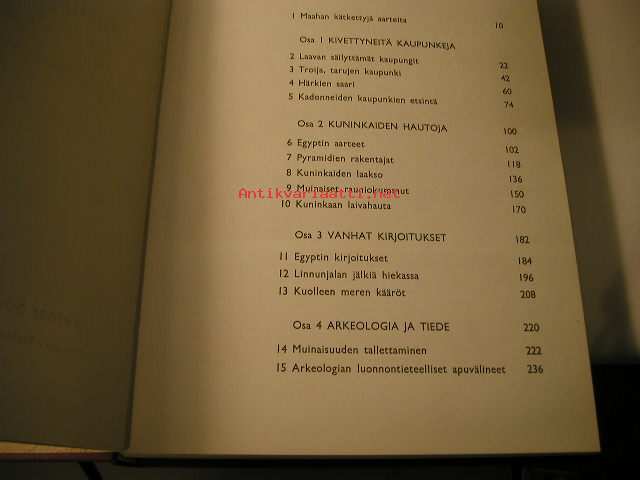 1 Maahan kätkettyjä aarteita 10
Osa 1 KIVETTYNEITÄ KAUPUNKEJA
2 Laavan säilyttämät kaupungit 22
3 Troija, tarujen kaupunki 42
4 Härkien saari 60
5 Kadonneiden kaupunkien etsintä 74
Osa 2 KUNINKAIDEN HAUTOJA 100
6 Egyptin aarteet 102
7 Pyramidien rakentajat 118
8 Kuninkaiden laakso 136
9 Muinaiset rauniokummut 150
Antikvariaatti.net
10 Kuninkaan laivahauta 170
Osa 3 VANHAT KIRJOITUKSET 182
11 Egyptin kirjoitukset 184
12 Linnunjalan jälkiä hiekassa 196
13 Kuolleen meren kääröt 208
Osa 4 ARKEOLOGIA JA TIEDE 220
14 Muinaisuuden tallettaminen 222
15 Arkeologian luonnontieteelliset apuvälineet 236